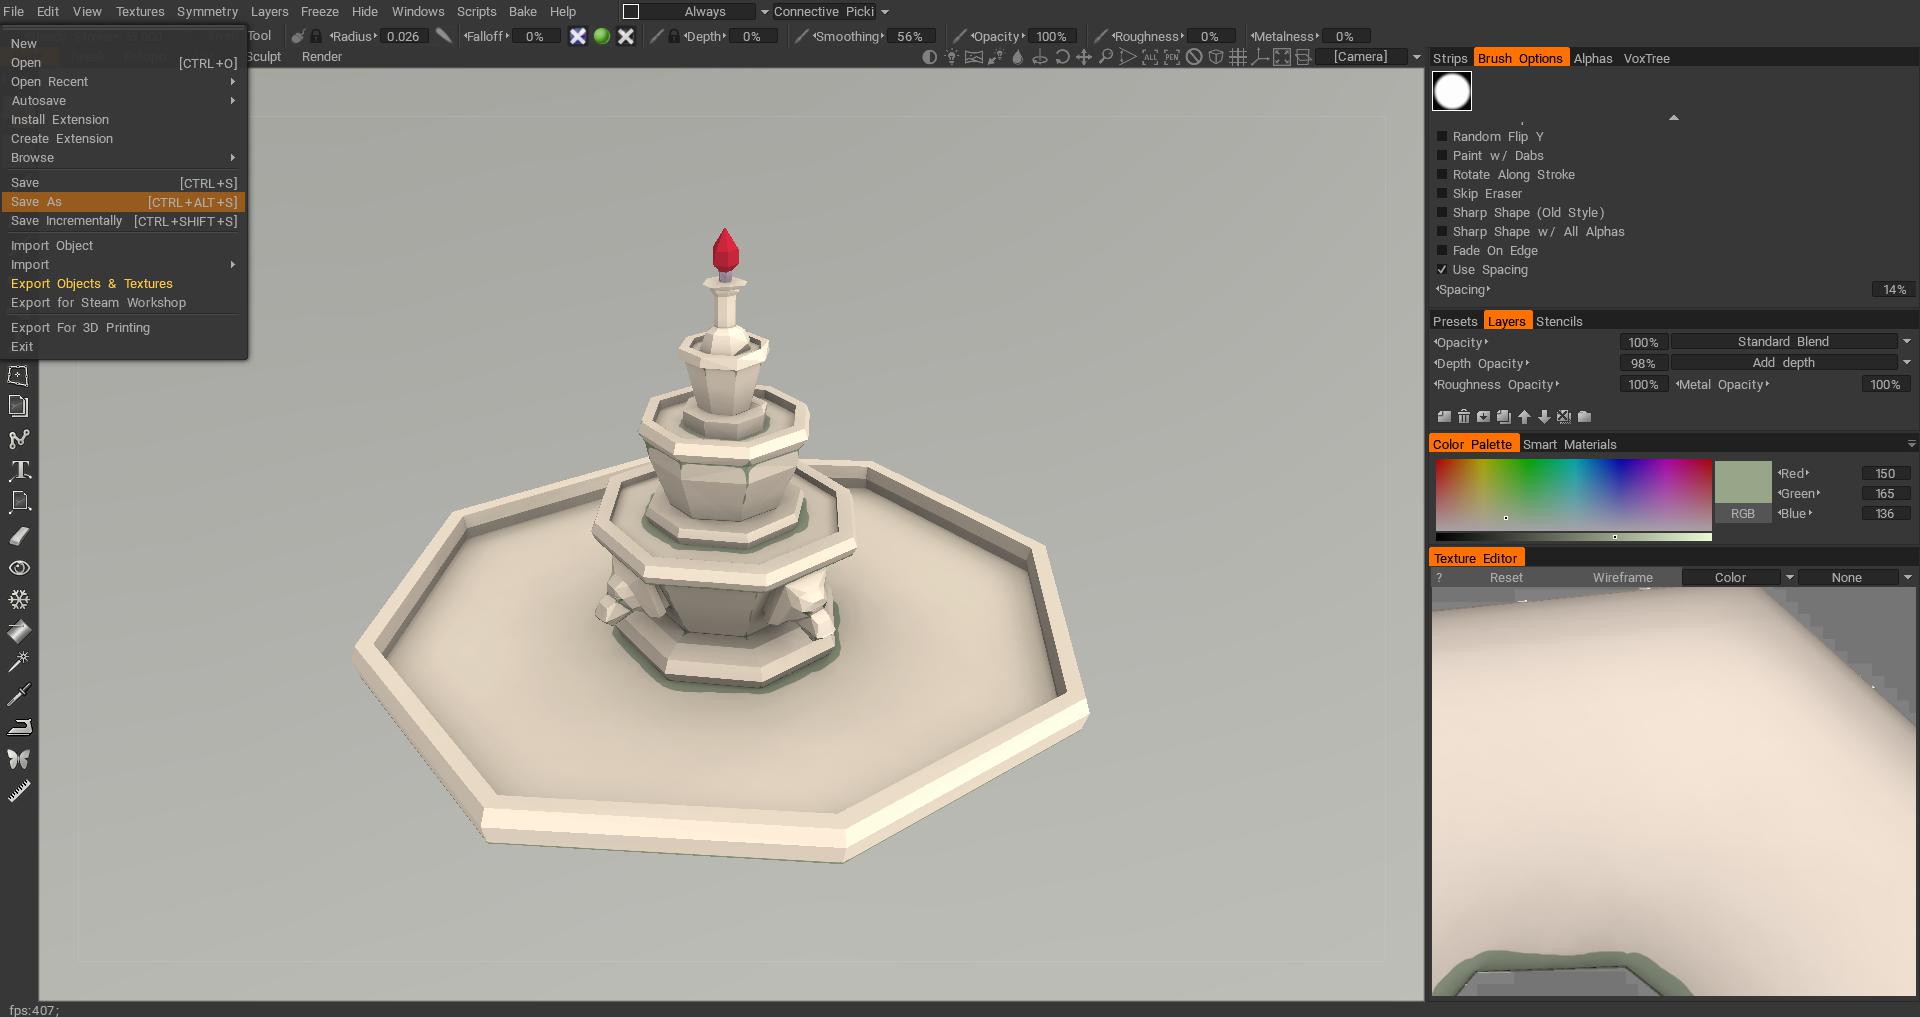 File Edit View Textures Symmetry Layers Freeze Hide Windows Scripts Bake Help Always Connective Picki
Tool Radius 0.026 Falloff 0% Depth 0% Smoothing 56% Opacity 100% Roughness 0% Metalness 0%
Render [Camera]
New
Open [CTRL+O]
Open Recent
Autosave
Install Extension
Create Extension
Browse
Save [CTRL+S]
Save As [CTRL+ALT+S]
Save Incrementally [CTRL+SHIFT+S]
Import Object
Import
Export Objects & Textures
Export for Steam Workshop
Export For 3D Printing
Exit
Strips Brush Options Alphas VoxTree
Random Flip Y
Paint w/ Dabs
Rotate Along Stroke
Skip Eraser
Sharp Shape (Old Style)
Sharp Shape w/ All Alphas
Fade On Edge
Use Spacing
Spacing 14%
Presets Layers Stencils
Opacity 100% Standard Blend
Depth Opacity 98% Add depth
Roughness Opacity 100% Metal Opacity 100%
Color Palette Smart Materials
Red 150
Green 165
RGB Blue 136
Texture Editor
? Reset Wireframe Color None
fps:407;